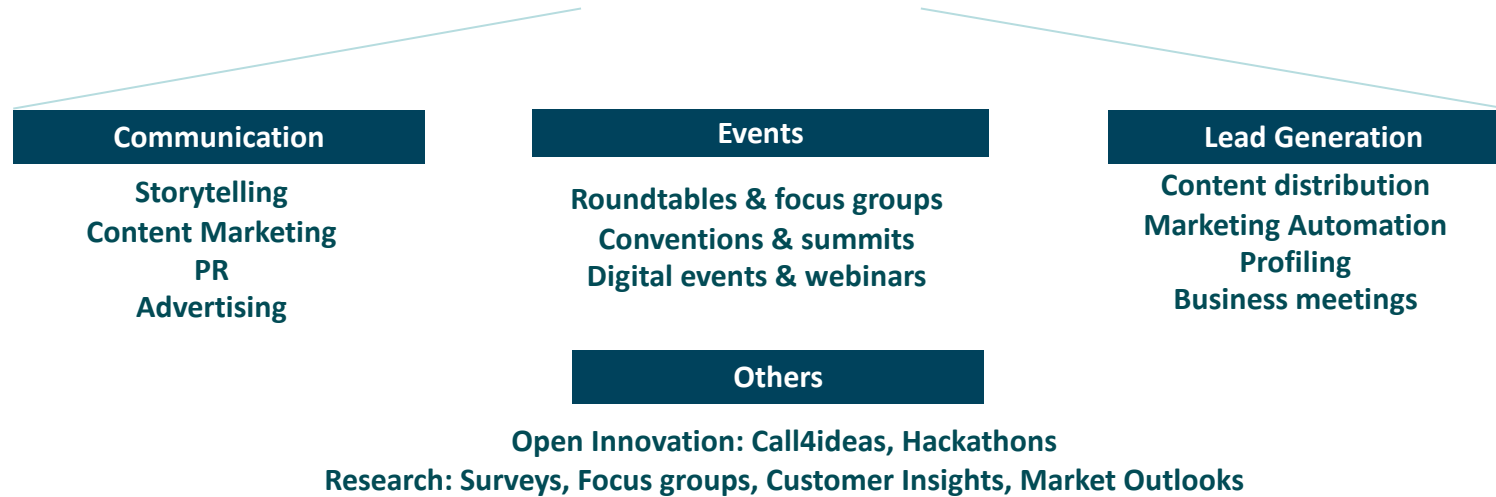 Communication
Storytelling
Content Marketing
PR
Advertising
Events
Roundtables & focus groups
Conventions & summits
Digital events & webinars
Lead Generation
Content distribution
Marketing Automation
Profiling
Business meetings
Others
Open Innovation: Call4ideas, Hackathons
Research: Surveys, Focus groups, Customer Insights, Market Outlooks